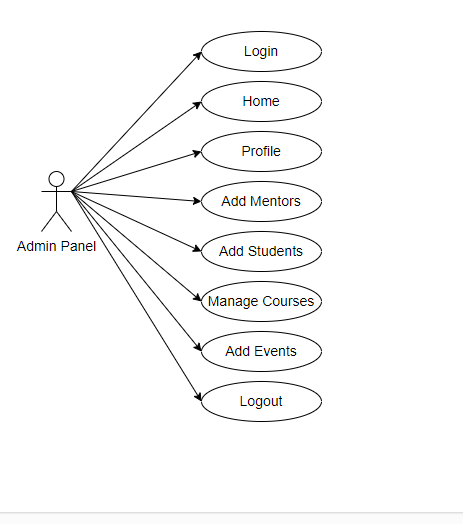 Login
Home
Profile
Add Mentors
Add Students
Admin Panel
Manage Courses
Add Events
Logout